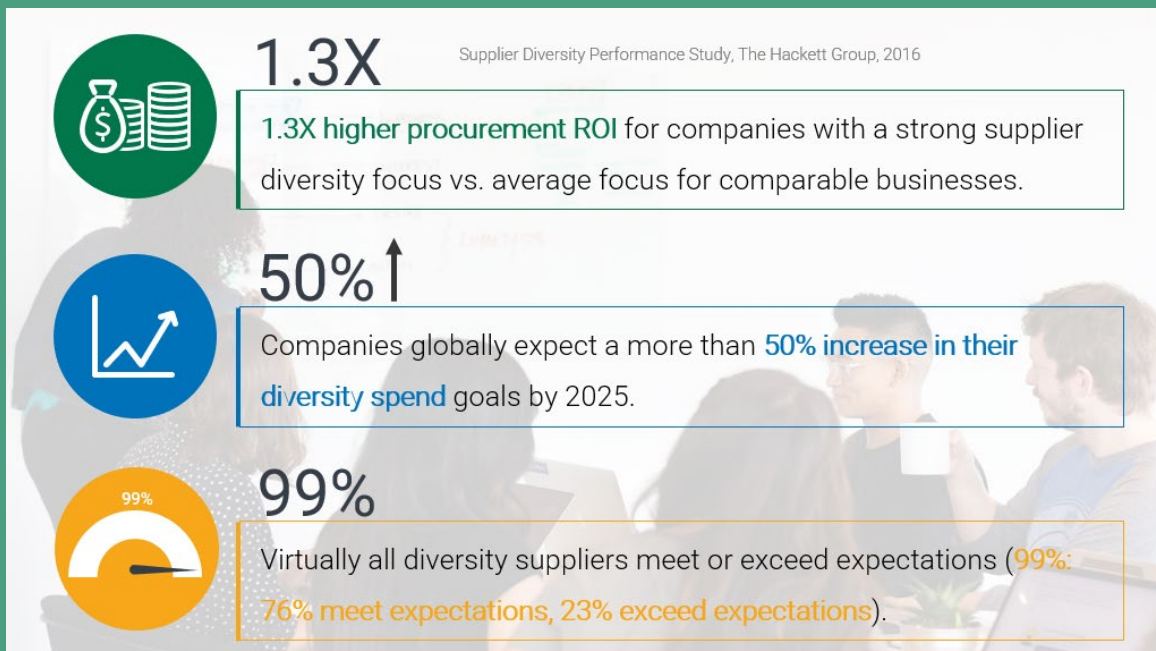 1.3X
Supplier Diversity Performance Study, The Hackett Group, 2016
1.3X higher procurement ROI for companies with a strong supplier
diversity focus vs. average focus for comparable businesses.
50%
Companies globally expect a more than 50% increase in their
diversity spend goals by 2025.
99%
99%
Virtually all diversity suppliers meet or exceed expectations (99%:
76% meet expectations, 23% exceed expectations).